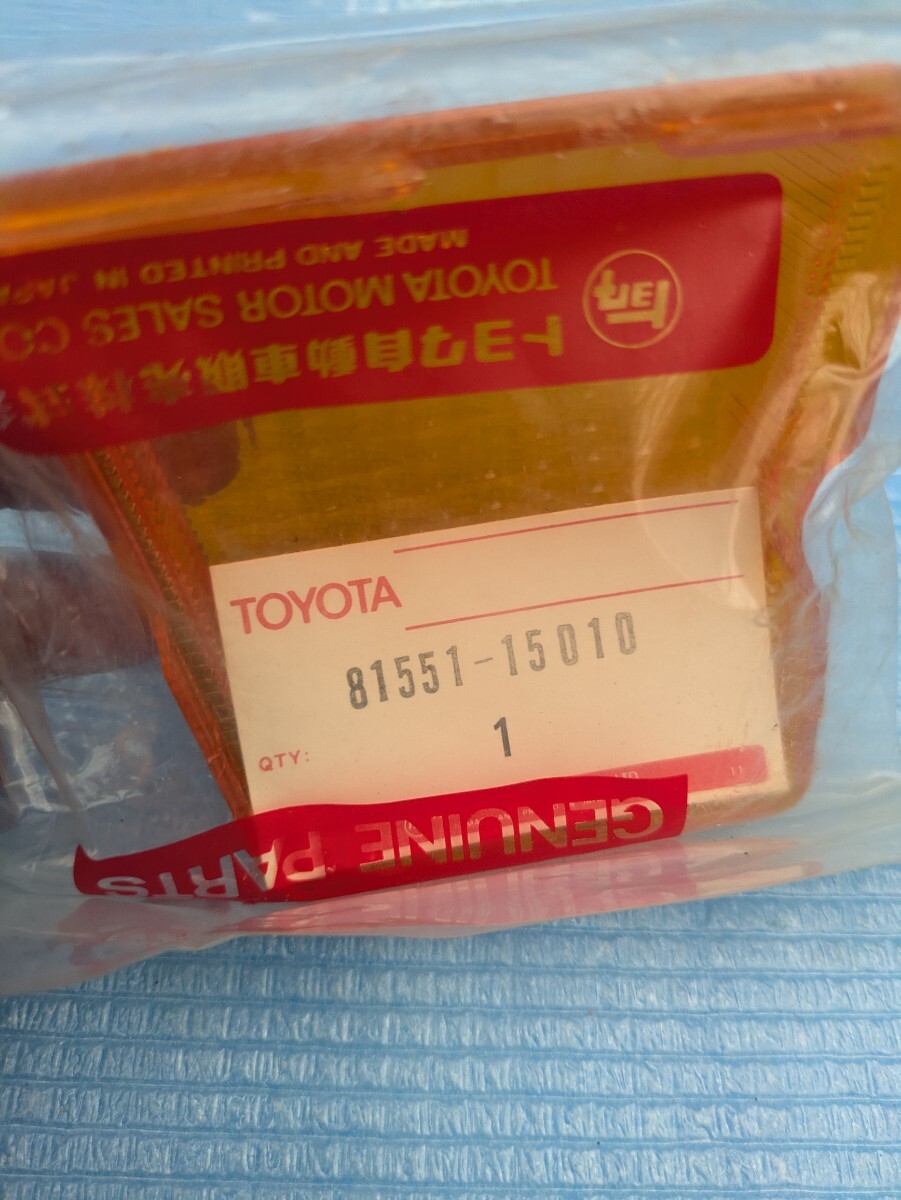 MADE AND PRINTED IN JAPA
TOYOTA MOTOR SALES CO
トヨタ自動車販売株式
TOYOTA
81551-15010
QTY: 1
GENUINE PARTS